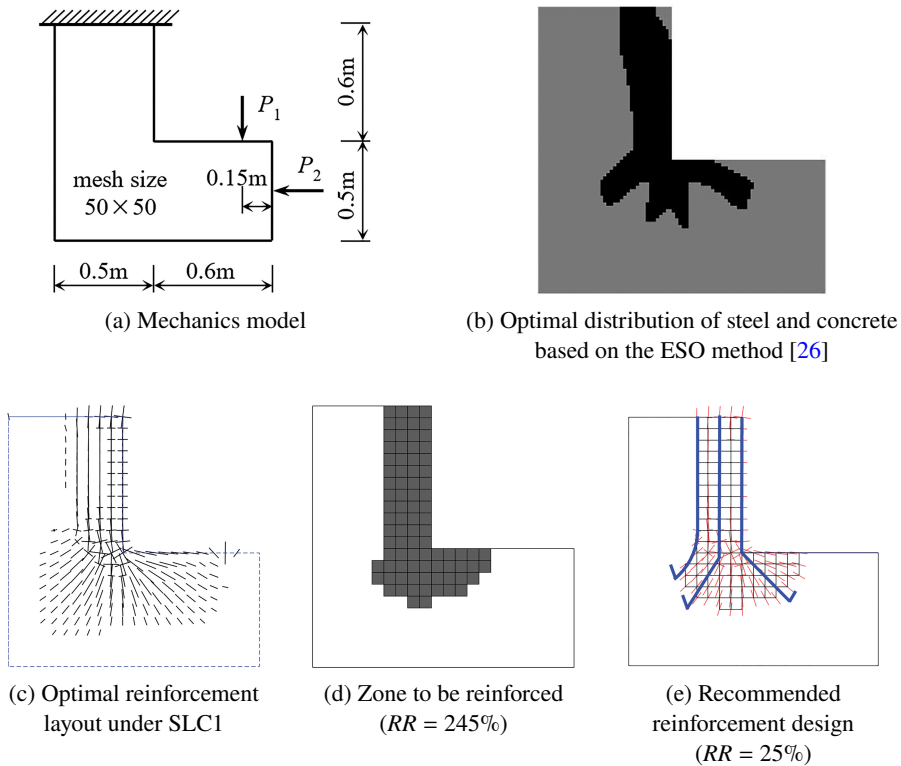 P1
0.6m
P2
mesh size
50×50
0.15m
0.5m
0.5m
0.6m
(a) Mechanics model
(b) Optimal distribution of steel and concrete
based on the ESO method [26]
(c) Optimal reinforcement
layout under SLC1
(d) Zone to be reinforced
(RR = 245%)
(e) Recommended
reinforcement design
(RR = 25%)